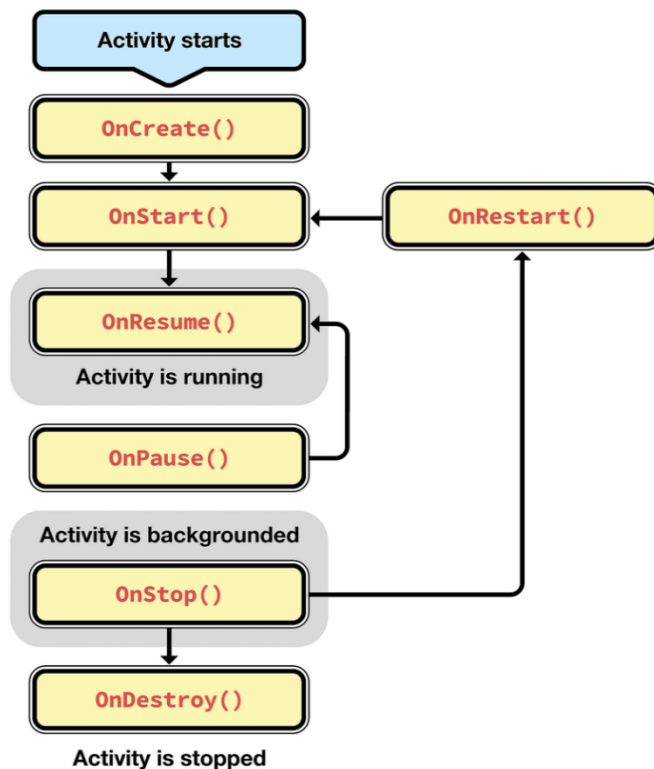 Activity starts
OnCreate()
OnStart()
OnRestart()
OnResume()
Activity is running
OnPause()
Activity is backgrounded
OnStop()
OnDestroy()
Activity is stopped